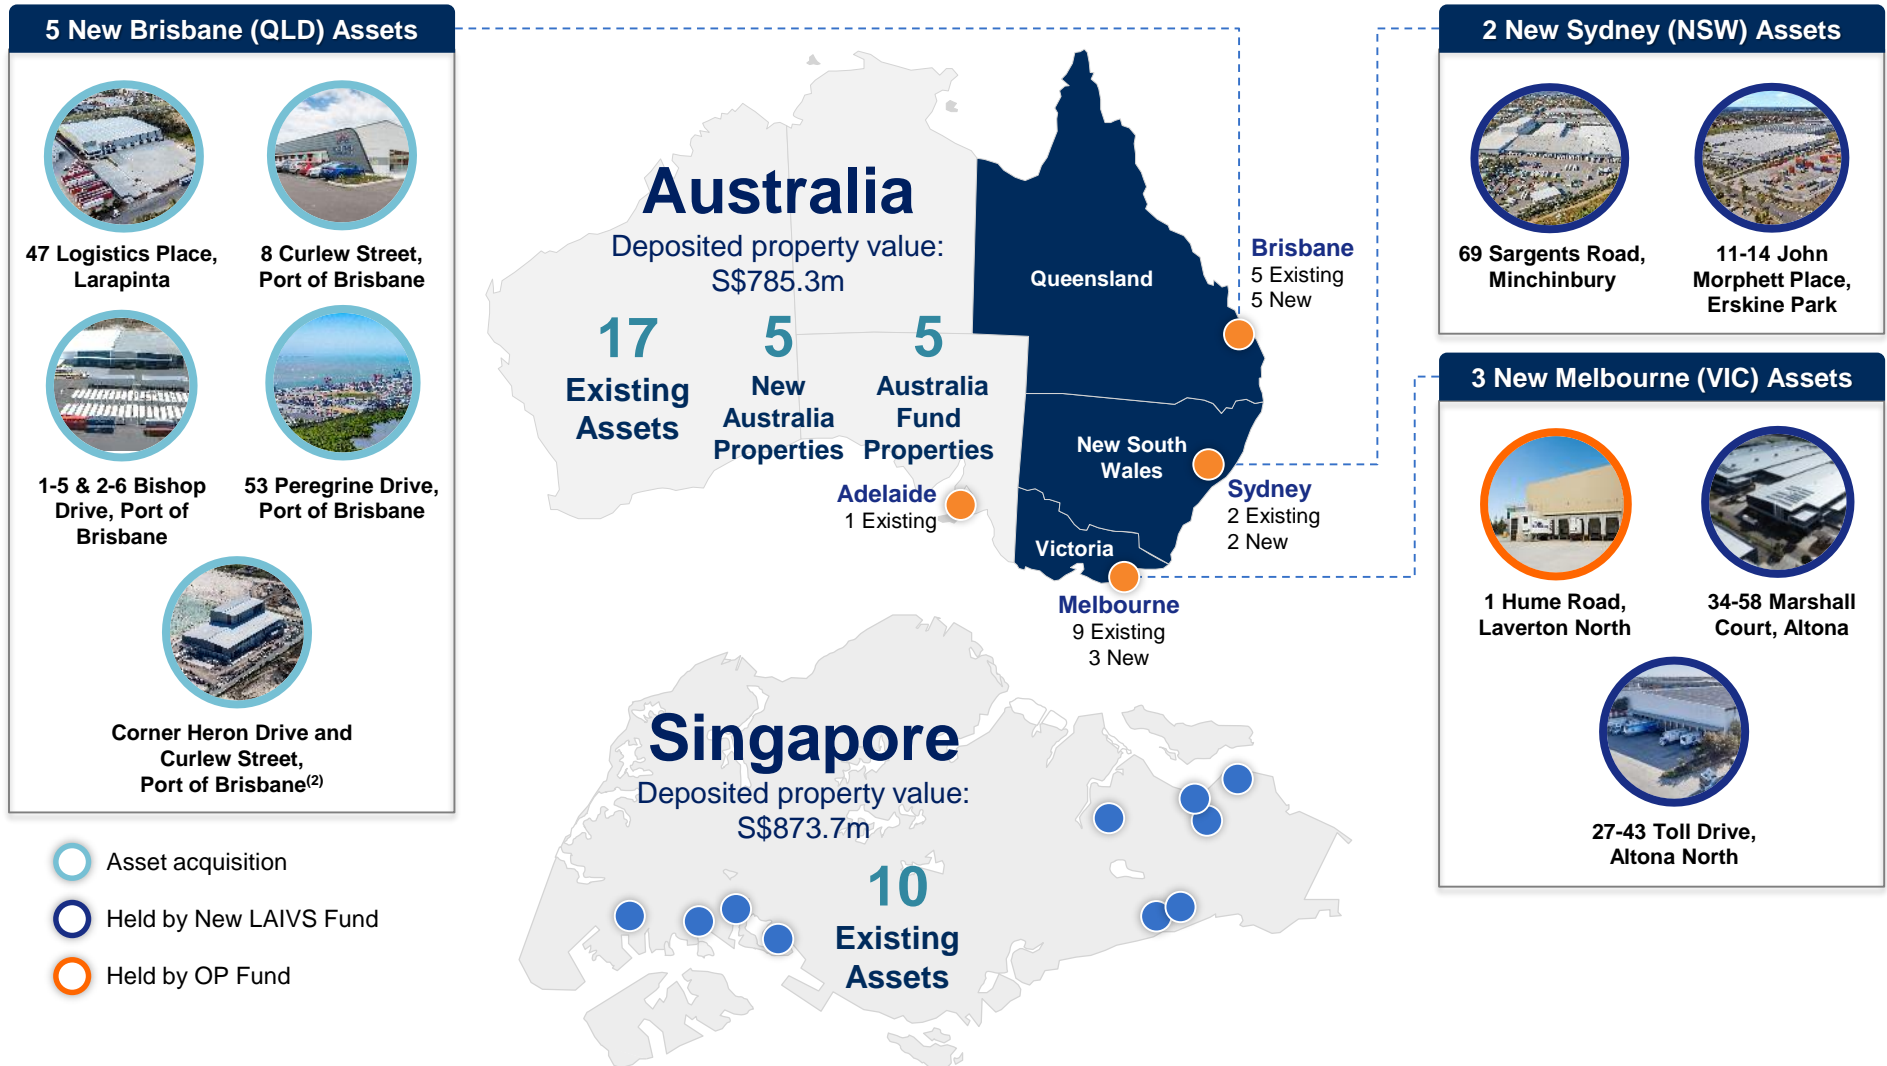 5 New Brisbane (QLD) Assets
47 Logistics Place,
Larapinta
8 Curlew Street,
Port of Brisbane
1-5 & 2-6 Bishop
Drive, Port of
Brisbane
53 Peregrine Drive,
Port of Brisbane
Corner Heron Drive and
Curlew Street,
Port of Brisbane(2)
Asset acquisition
Held by New LAIVS Fund
Held by OP Fund
Australia
Deposited property value:
S$785.3m
17
Existing
Assets
5
New
Australia
Properties
5
Australia
Fund
Properties
Queensland
New South
Wales
Victoria
Brisbane
5 Existing
5 New
Adelaide
1 Existing
Sydney
2 Existing
2 New
Melbourne
9 Existing
3 New
Singapore
Deposited property value:
S$873.7m
10
Existing
Assets
2 New Sydney (NSW) Assets
69 Sargents Road,
Minchinbury
11-14 John
Morphett Place,
Erskine Park
3 New Melbourne (VIC) Assets
1 Hume Road,
Laverton North
34-58 Marshall
Court, Altona
27-43 Toll Drive,
Altona North